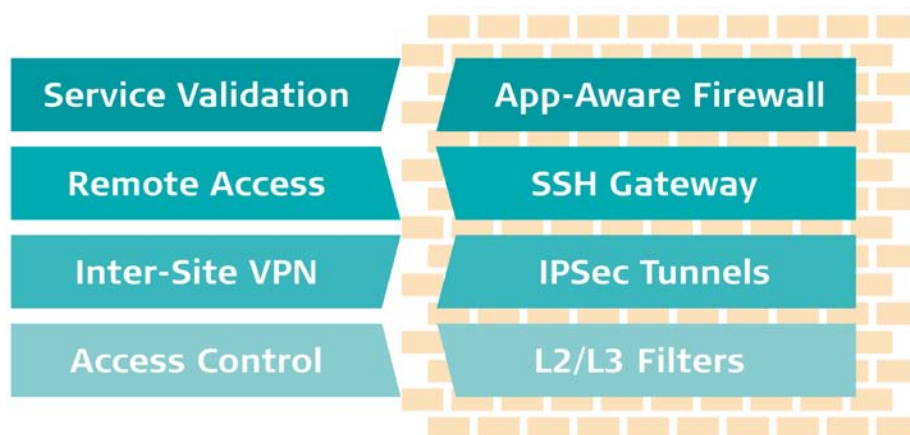 Service Validation
App-Aware Firewall
Remote Access
SSH Gateway
Inter-Site VPN
IPSec Tunnels
Access Control
L2/L3 Filters